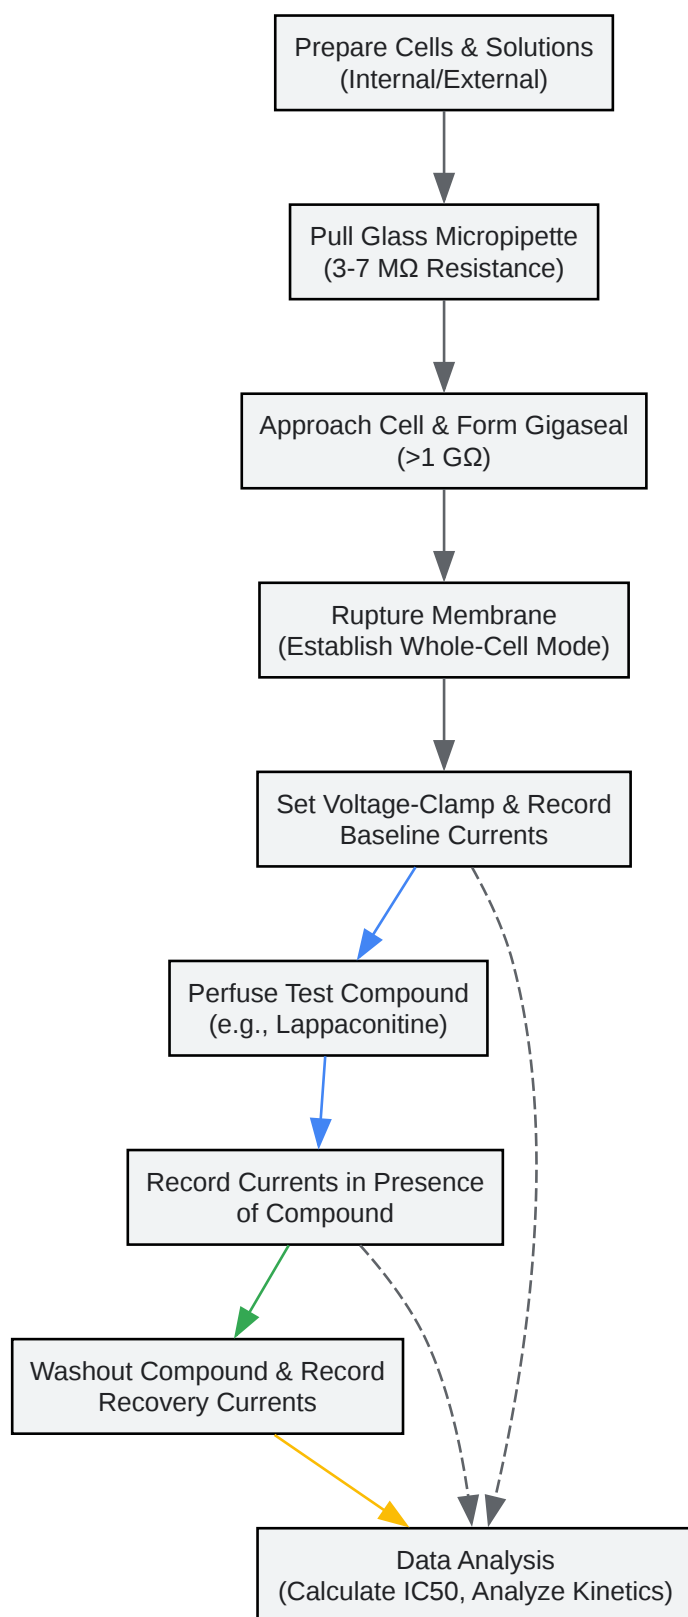 Prepare Cells & Solutions
(Internal/External)
Pull Glass Micropipette
(3-7 MΩ Resistance)
Approach Cell & Form Gigaseal
(>1 GΩ)
Rupture Membrane
(Establish Whole-Cell Mode)
Set Voltage-Clamp & Record
Baseline Currents
Perfuse Test Compound
(e.g., Lappaconitine)
Record Currents in Presence
of Compound
Washout Compound & Record
Recovery Currents
Data Analysis
(Calculate IC50, Analyze Kinetics)